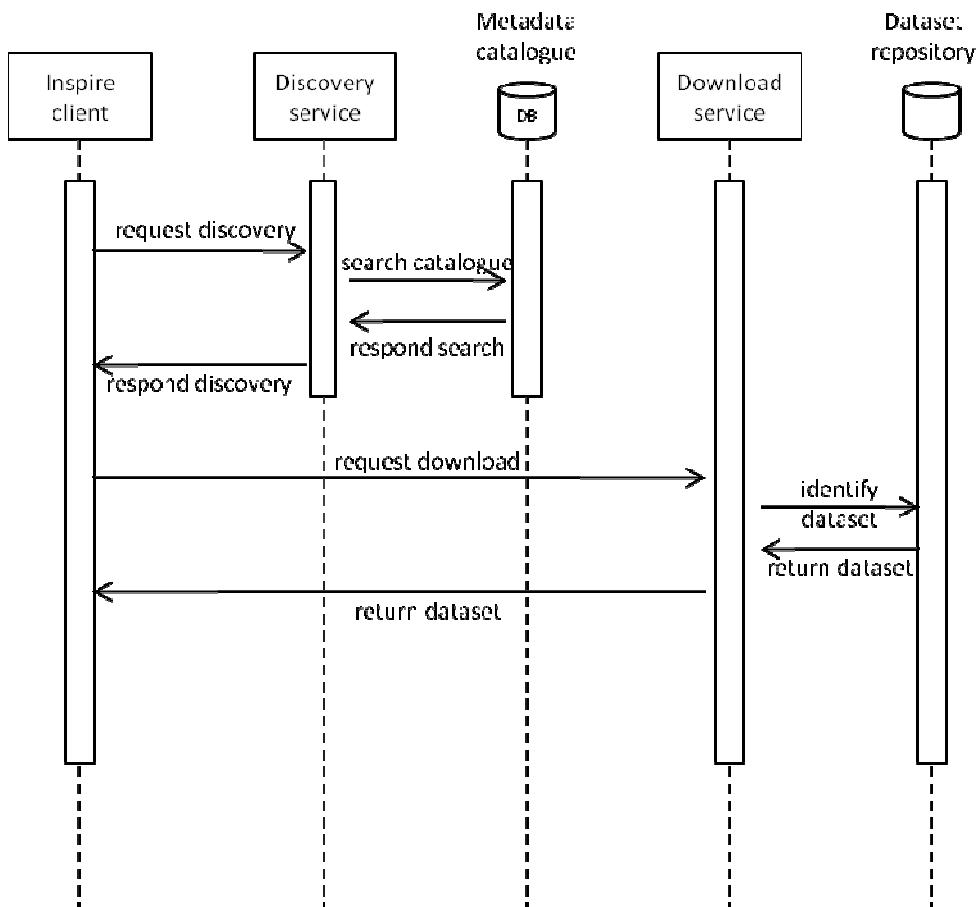 Metadata
catalogue
Dataset
repository
Inspire
client
Discovery
service
DB
Download
service
request discovery
search catalogue
respond search
respond discovery
request download
identify
dataset
return dataset
return dataset